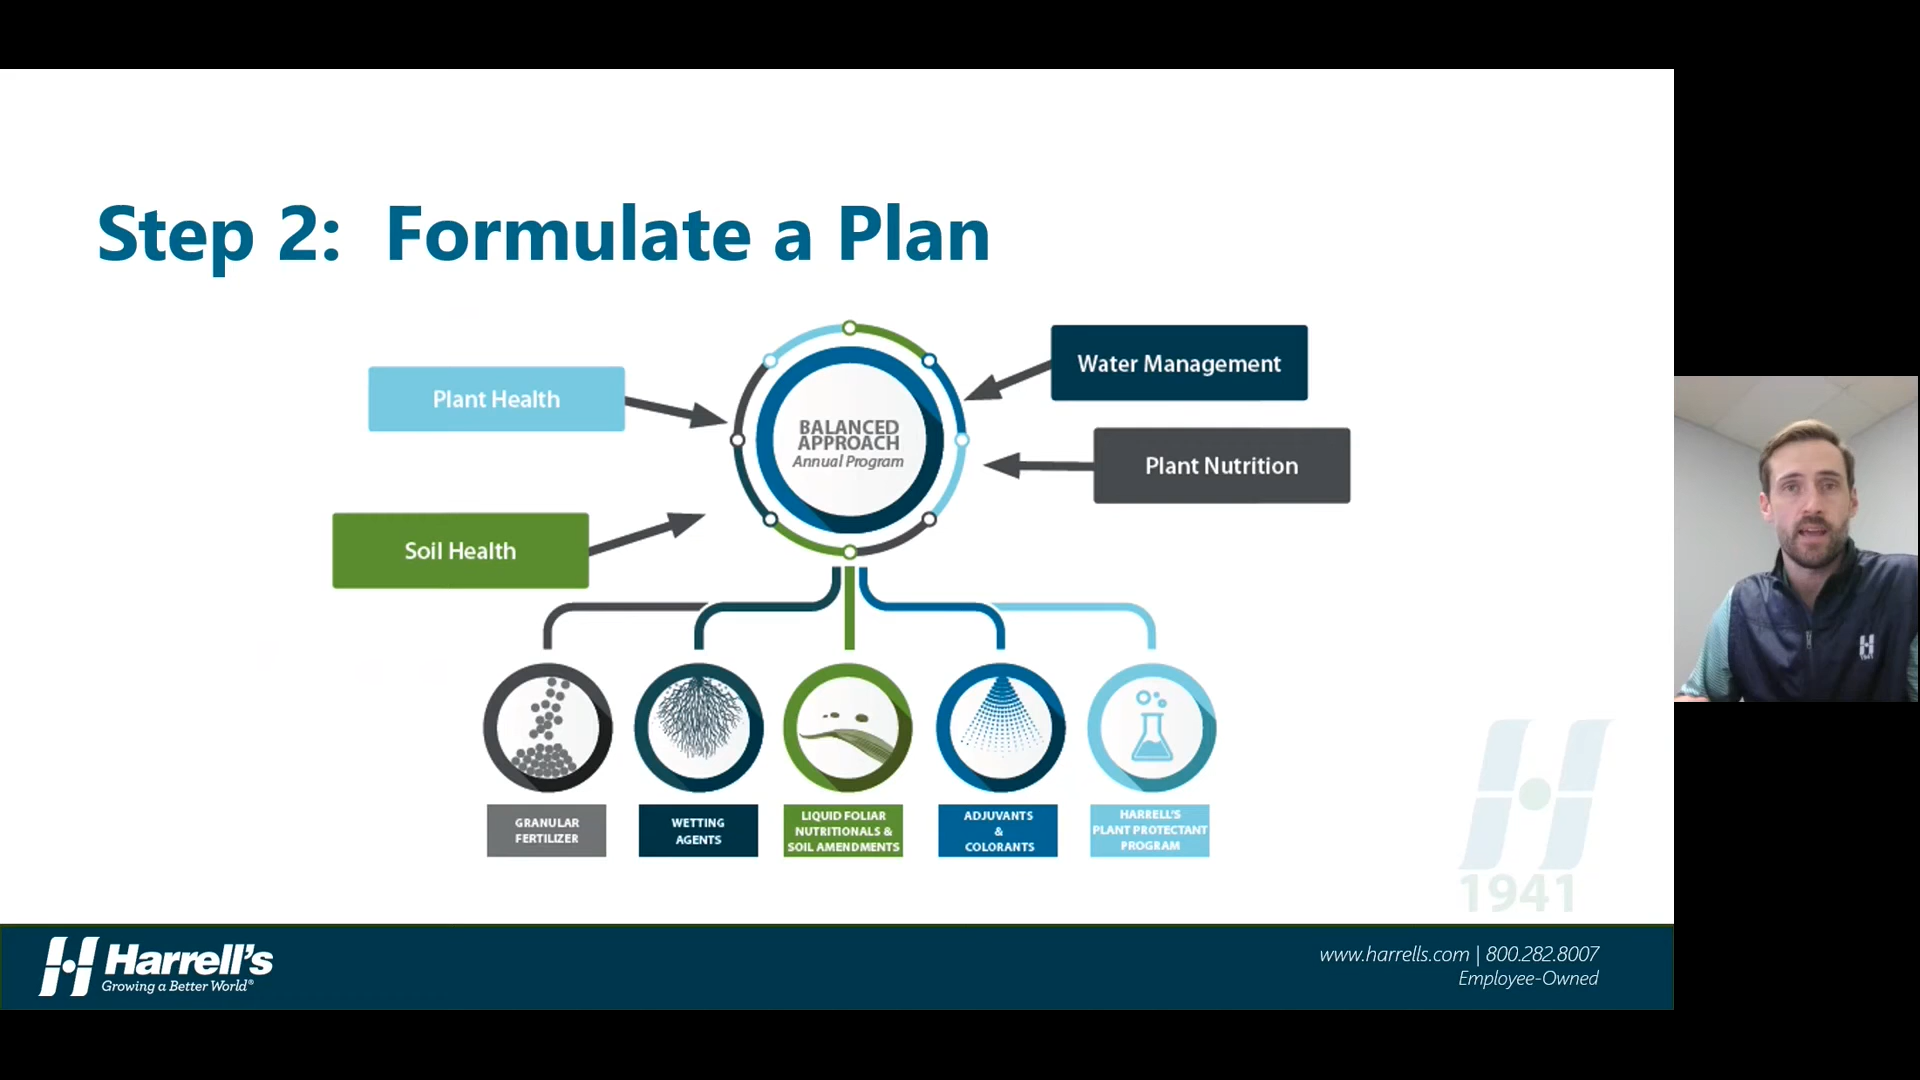 Step 2: Formulate a Plan
Plant Health
Water Management
BALANCED
APPROACH
Annual Program
Plant Nutrition
Soil Health
GRANULAR
FERTILIZER
WETTING
AGENTS
LIQUID FOLIAR
NUTRITIONALS &
SOIL AMENDMENTS
ADJUVANTS
&
COLORANTS
HARRELL'S
PLANT PROTECTANT
PROGRAM
1941
Harrell's
Growing a Better World®
www.harrells.com | 800.282.8007
Employee-Owned
1941